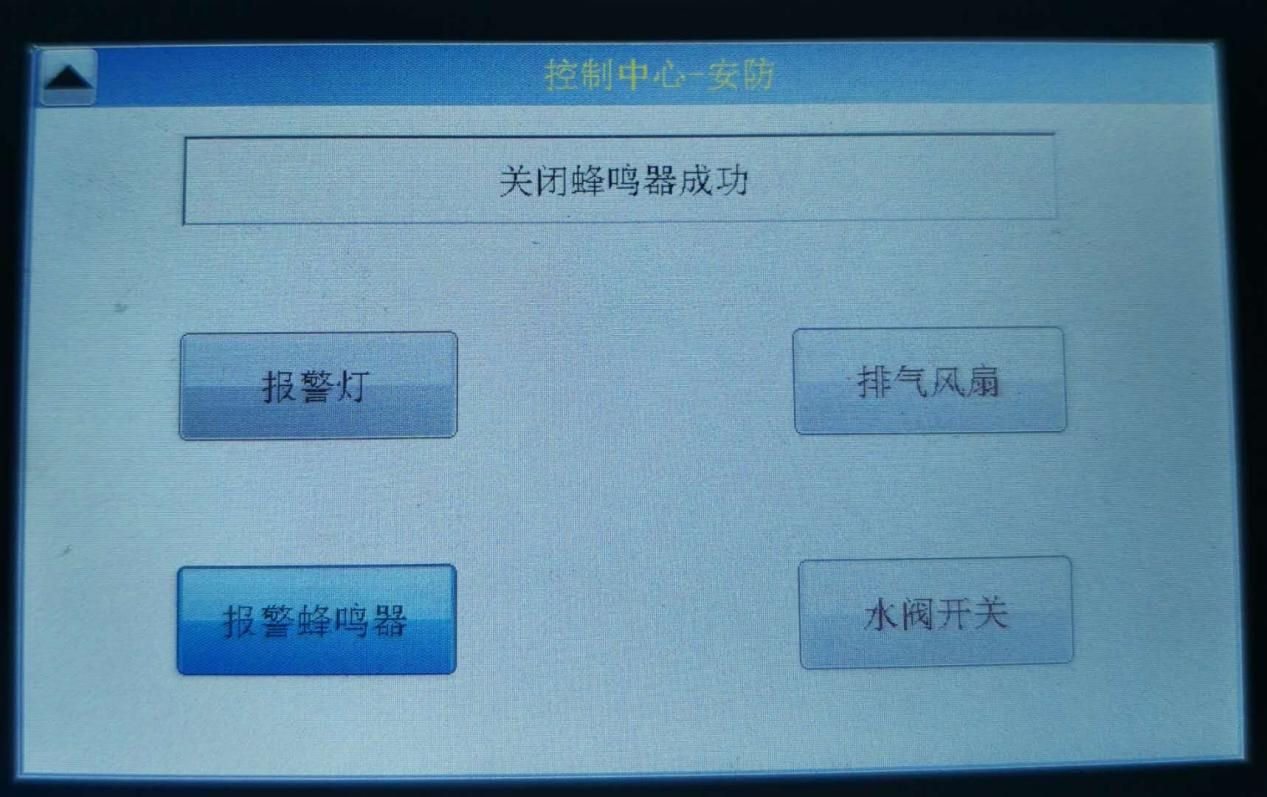 控制中心-安防
关闭蜂鸣器成功
报警灯
排气风扇
报警蜂鸣器
水阀开关